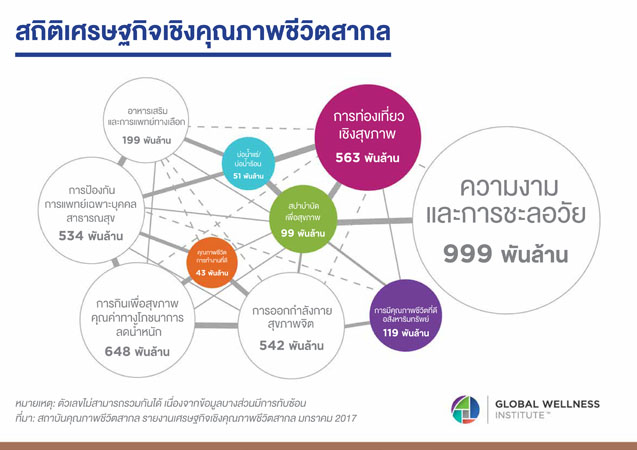 สถิติเศรษฐกิจเชิงคุณภาพชีวิตสากล
อาหารเสริม
และการแพทย์ทางเลือก
199 พันล้าน
บ่อน้ำแร่/
บ่อน้ำร้อน
51 พันล้าน
การท่องเที่ยว
เชิงสุขภาพ
563 พันล้าน
การป้องกัน
การแพทย์เฉพาะบุคคล
สาธารณสุข
534 พันล้าน
สปาบำบัด
เพื่อสุขภาพ
99 พันล้าน
ความงาม
และการชะลอวัย
999 พันล้าน
คุณภาพชีวิต
การทำงานที่ดี
43 พันล้าน
การกินเพื่อสุขภาพ
คุณค่าทางโภชนาการ
ลดน้ำหนัก
648 พันล้าน
การออกกำลังกาย
สุขภาพจิต
542 พันล้าน
การมีคุณภาพชีวิตที่ดี
อสังหาริมทรัพย์
119 พันล้าน
หมายเหตุ: ตัวเลขไม่สามารถรวมกันได้ เนื่องจากข้อมูลบางส่วนมีการทับซ้อน
ที่มา: สถาบันคุณภาพชีวิตสากล รายงานเศรษฐกิจเชิงคุณภาพชีวิตสากล มกราคม 2017
GLOBAL WELLNESS
INSTITUTE™